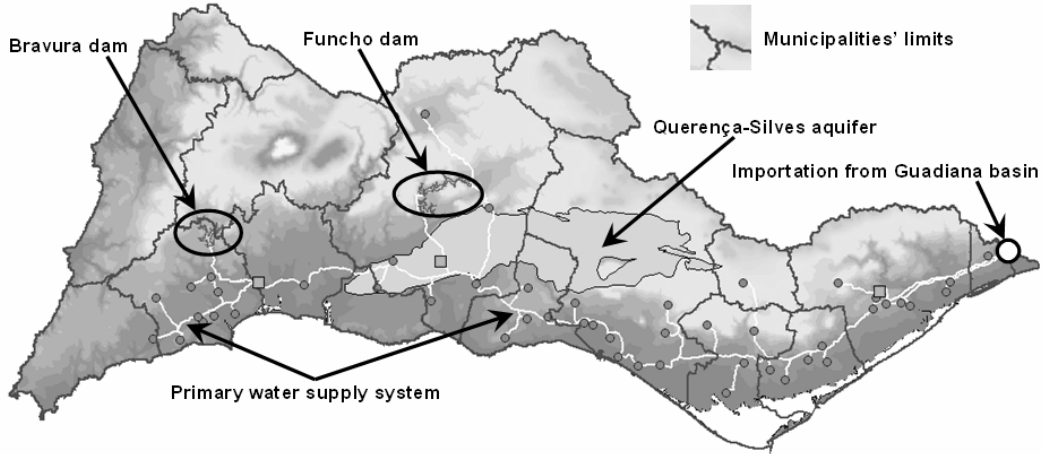 Bravura dam
Funcho dam
Municipalities' limits
Querença-Silves aquifer
Importation from Guadiana basin
Primary water supply system